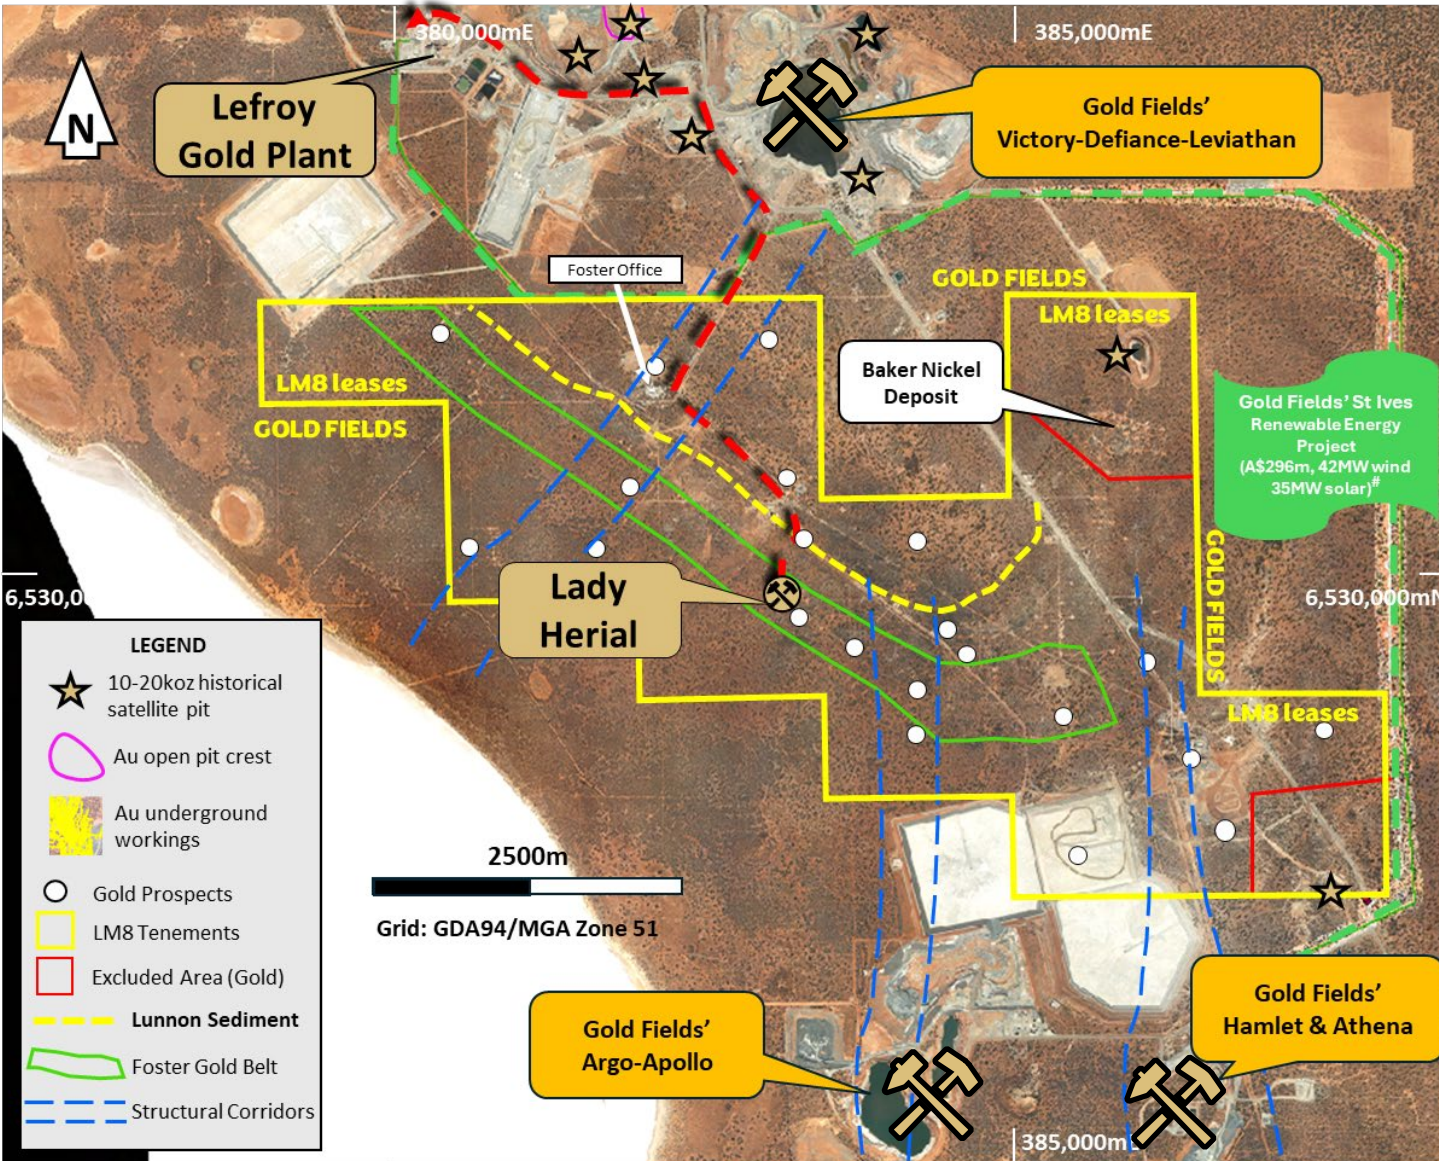 380,000mE
385,000mE
N
Lefroy
Gold Plant
Gold Fields'
Victory-Defiance-Leviathan
Foster Office
GOLD FIELDS
LM8 leases
Baker Nickel
Deposit
LM8 leases
GOLD FIELDS
Gold Fields' St Ives
Renewable Energy
Project
(A$296m, 42MW wind
35MW solar)#
GOLD FIELDS
Lady
Herial
6,530,0
6,530,000mN
LM8 leases
LEGEND
10-20koz historical
satellite pit
Au open pit crest
Au underground
workings
Gold Prospects
LM8 Tenements
Excluded Area (Gold)
Lunnon Sediment
Foster Gold Belt
Structural Corridors
2500m
Grid: GDA94/MGA Zone 51
Gold Fields'
Argo-Apollo
Gold Fields'
Hamlet & Athena
385,000mE